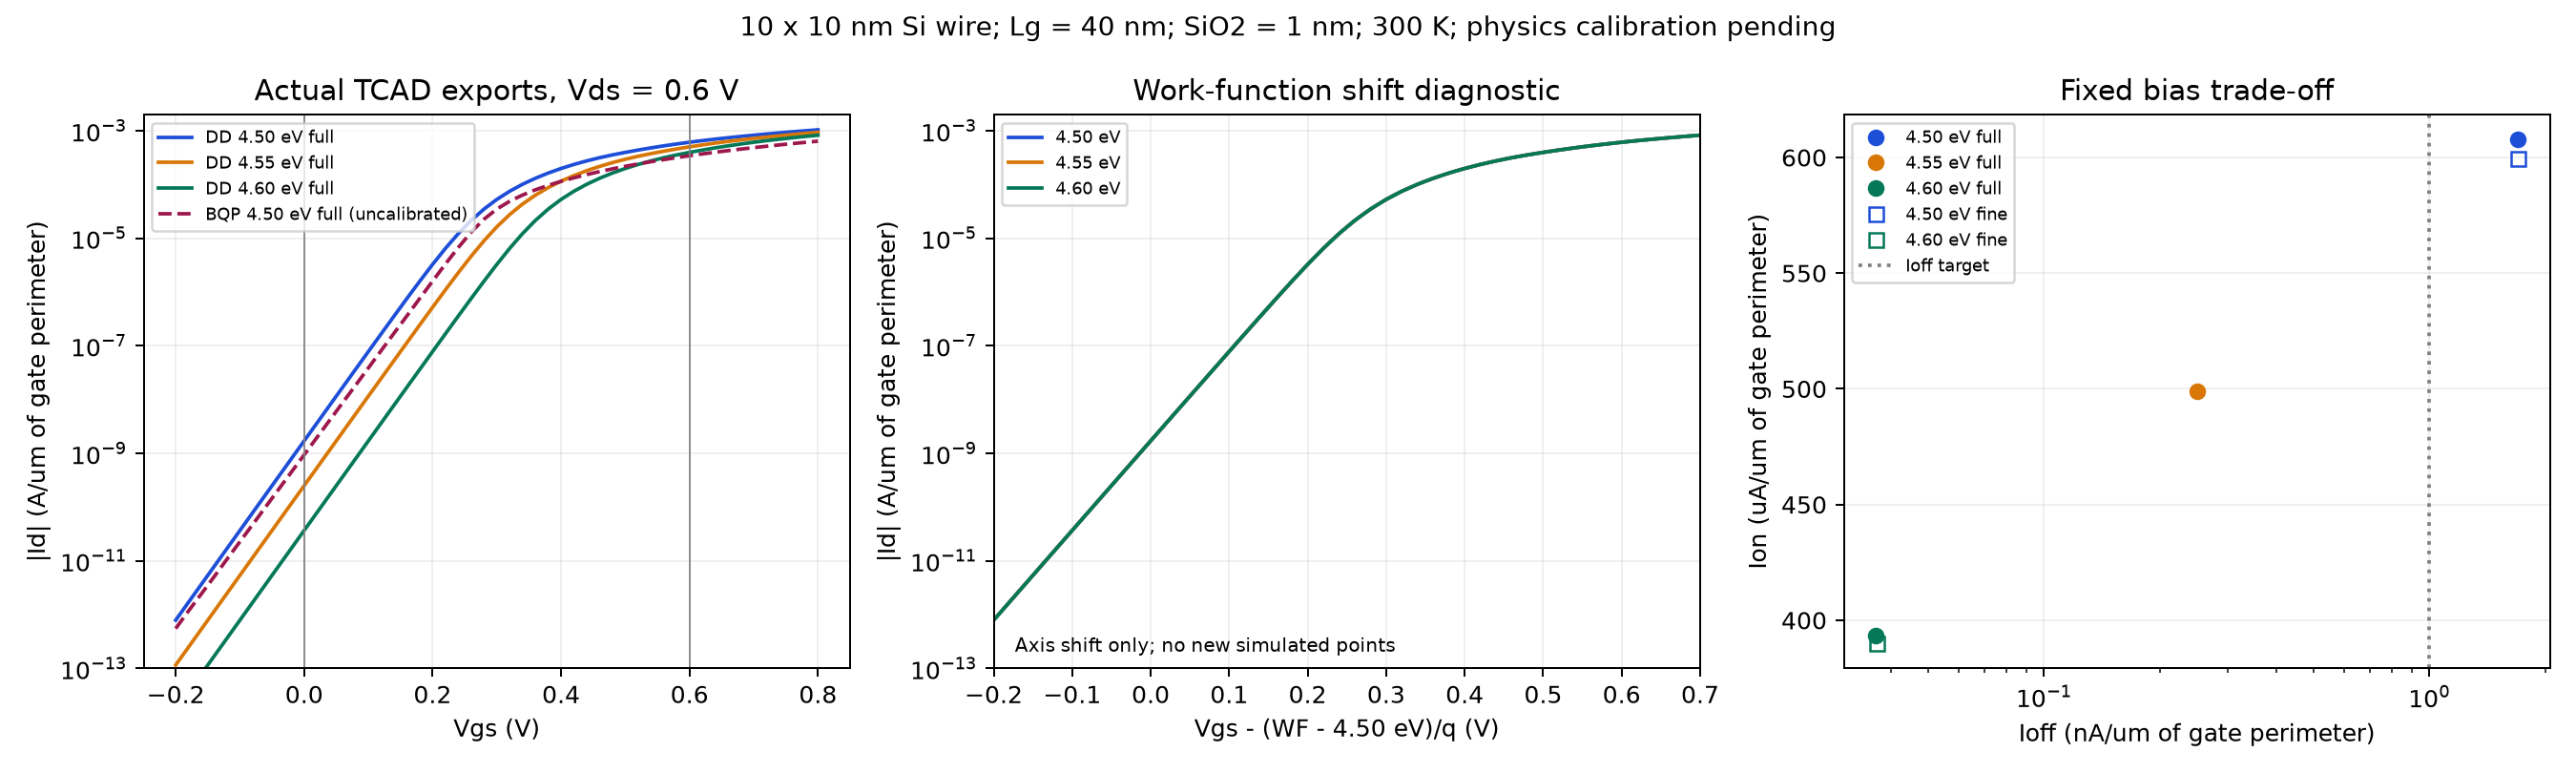 10 x 10 nm Si wire; Lg = 40 nm; SiO2 = 1 nm; 300 K; physics calibration pending
Actual TCAD exports, Vds = 0.6 V
DD 4.50 eV full
DD 4.55 eV full
DD 4.60 eV full
BQP 4.50 eV full (uncalibrated)
10⁻³
10⁻⁵
10⁻⁷
10⁻⁹
10⁻¹¹
10⁻¹³
|Id| (A/um of gate perimeter)
−0.2 0.0 0.2 0.4 0.6 0.8
Vgs (V)
Work-function shift diagnostic
4.50 eV
4.55 eV
4.60 eV
10⁻³
10⁻⁵
10⁻⁷
10⁻⁹
10⁻¹¹
10⁻¹³
|Id| (A/um of gate perimeter)
Axis shift only; no new simulated points
−0.2 −0.1 0.0 0.1 0.2 0.3 0.4 0.5 0.6 0.7
Vgs - (WF - 4.50 eV)/q (V)
Fixed bias trade-off
4.50 eV full
4.55 eV full
4.60 eV full
4.50 eV fine
4.60 eV fine
Ioff target
600
550
500
450
400
Ion (uA/um of gate perimeter)
10⁻¹ 10⁰
Ioff (nA/um of gate perimeter)